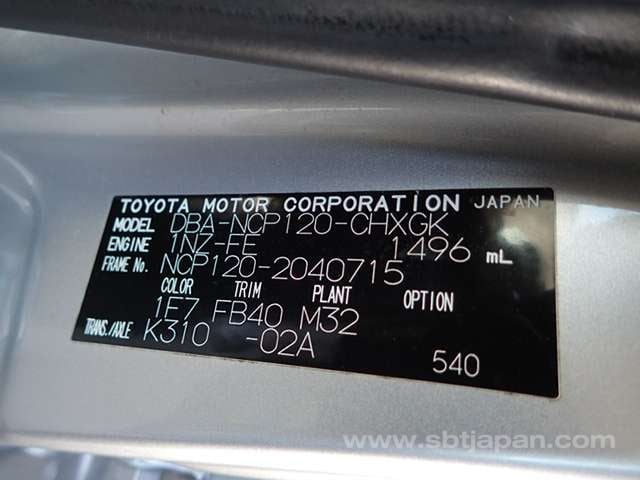 TOYOTA MOTOR CORPORATION JAPAN
MODEL DBA-NCP120-CHXGK
ENGINE 1NZ-FE 1496 mL
FRAME No. NCP120-2040715
COLOR TRIM PLANT OPTION
1E7 FB40 M32
TRANS./AXLE K310 -02A
540
www.sbtjapan.com